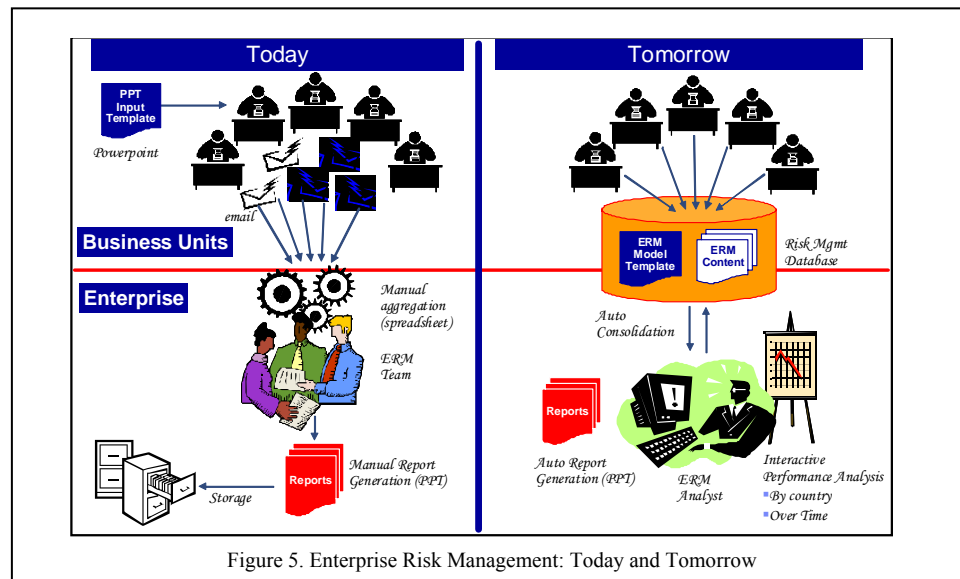 Today
PPT
Input
Template
Powerpoint
email
Business Units
Enterprise
Manual
aggregation
(spreadsheet)
ERM
Team
Reports
Manual Report
Generation (PPT)
Storage
Tomorrow
ERM
Model
Template
ERM
Content
Risk Mgmt
Database
Auto
Consolidation
!
Reports
Auto Report
Generation (PPT)
ERM
Analyst
Interactive
Performance Analysis
▪By country
▪Over Time
Figure 5. Enterprise Risk Management: Today and Tomorrow